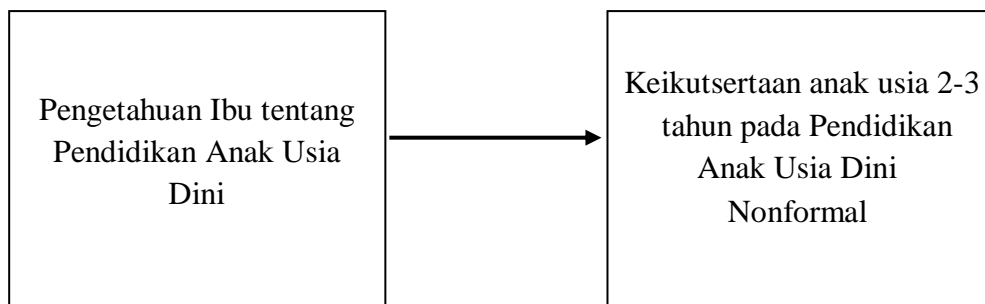 Pengetahuan Ibu tentang
Pendidikan Anak Usia
Dini
Keikutsertaan anak usia 2-3
tahun pada Pendidikan
Anak Usia Dini
Nonformal